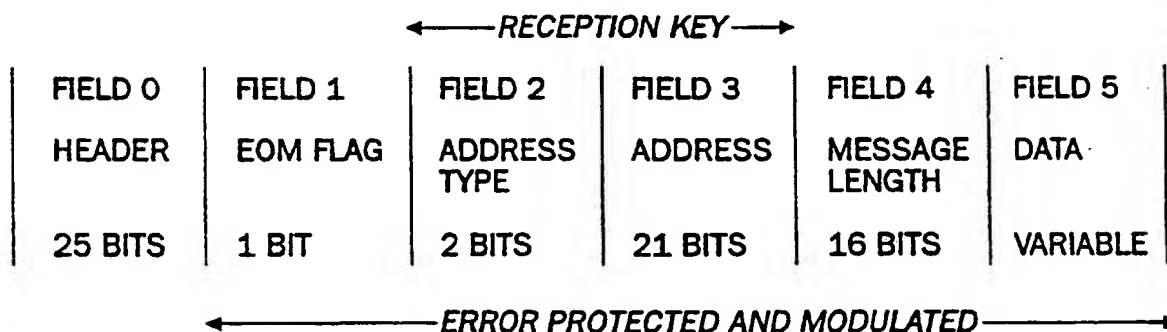 RECEPTION KEY
FIELD 0 FIELD 1 FIELD 2 FIELD 3 FIELD 4 FIELD 5
HEADER EOM FLAG ADDRESS TYPE ADDRESS MESSAGE LENGTH DATA
25 BITS 1 BIT 2 BITS 21 BITS 16 BITS VARIABLE
ERROR PROTECTED AND MODULATED